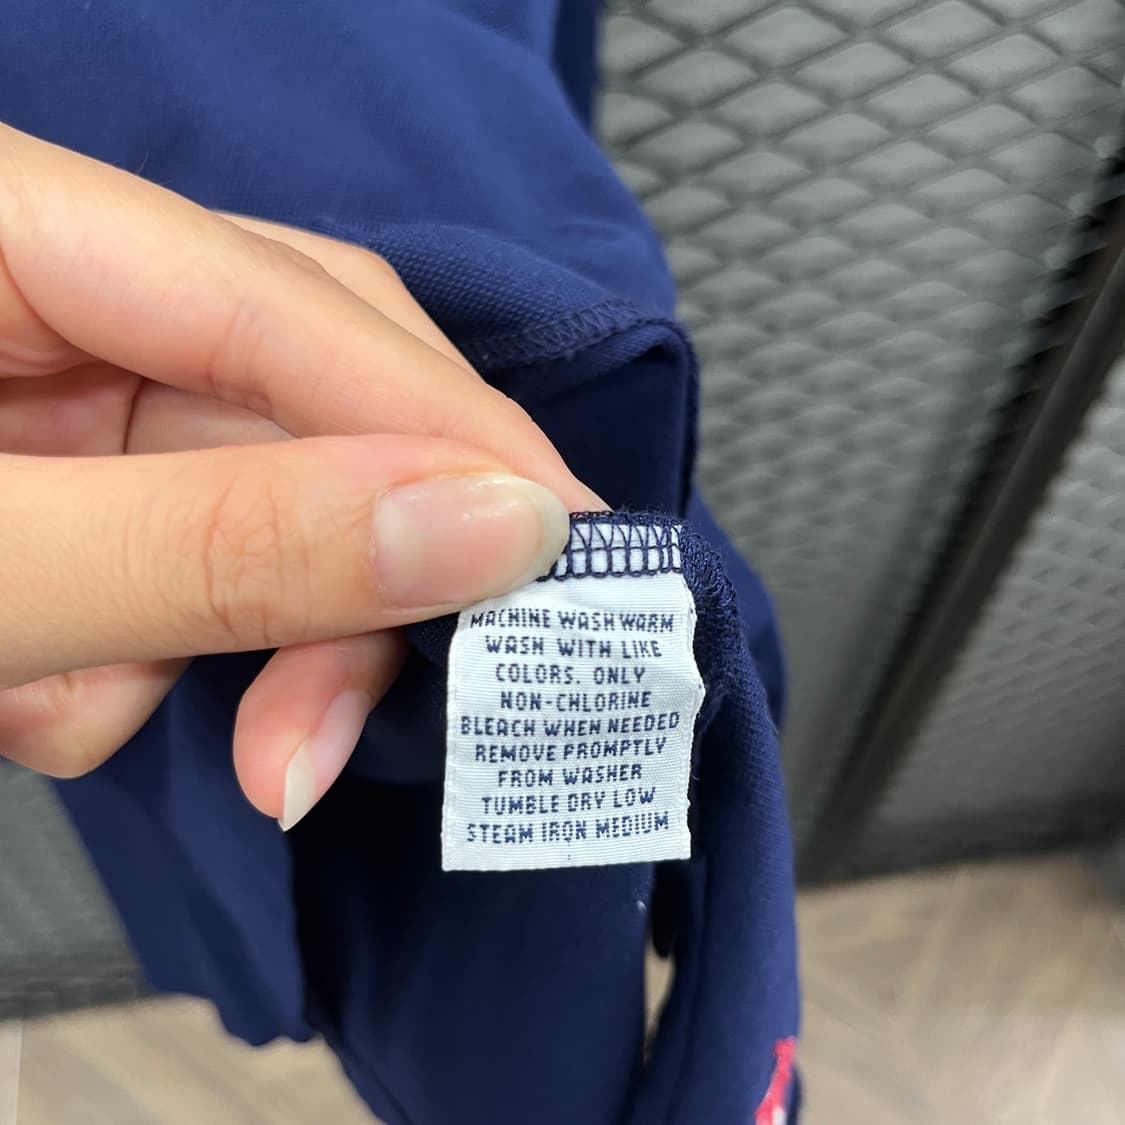 MACHINE WASH WARM
WASH WITH LIKE
COLORS. ONLY
NON-CHLORINE
BLEACH WHEN NEEDED
REMOVE PROMPTLY
FROM WASHER
TUMBLE DRY LOW
STEAM IRON MEDIUM